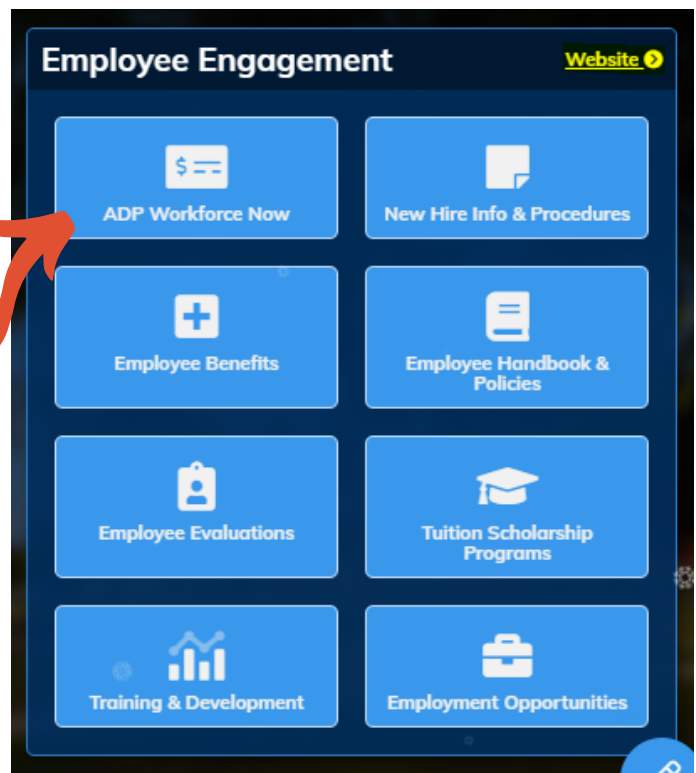 Employee Engagement
Website
ADP Workforce Now
New Hire Info & Procedures
Employee Benefits
Employee Handbook &
Policies
Employee Evaluations
Tuition Scholarship
Programs
Training & Development
Employment Opportunities